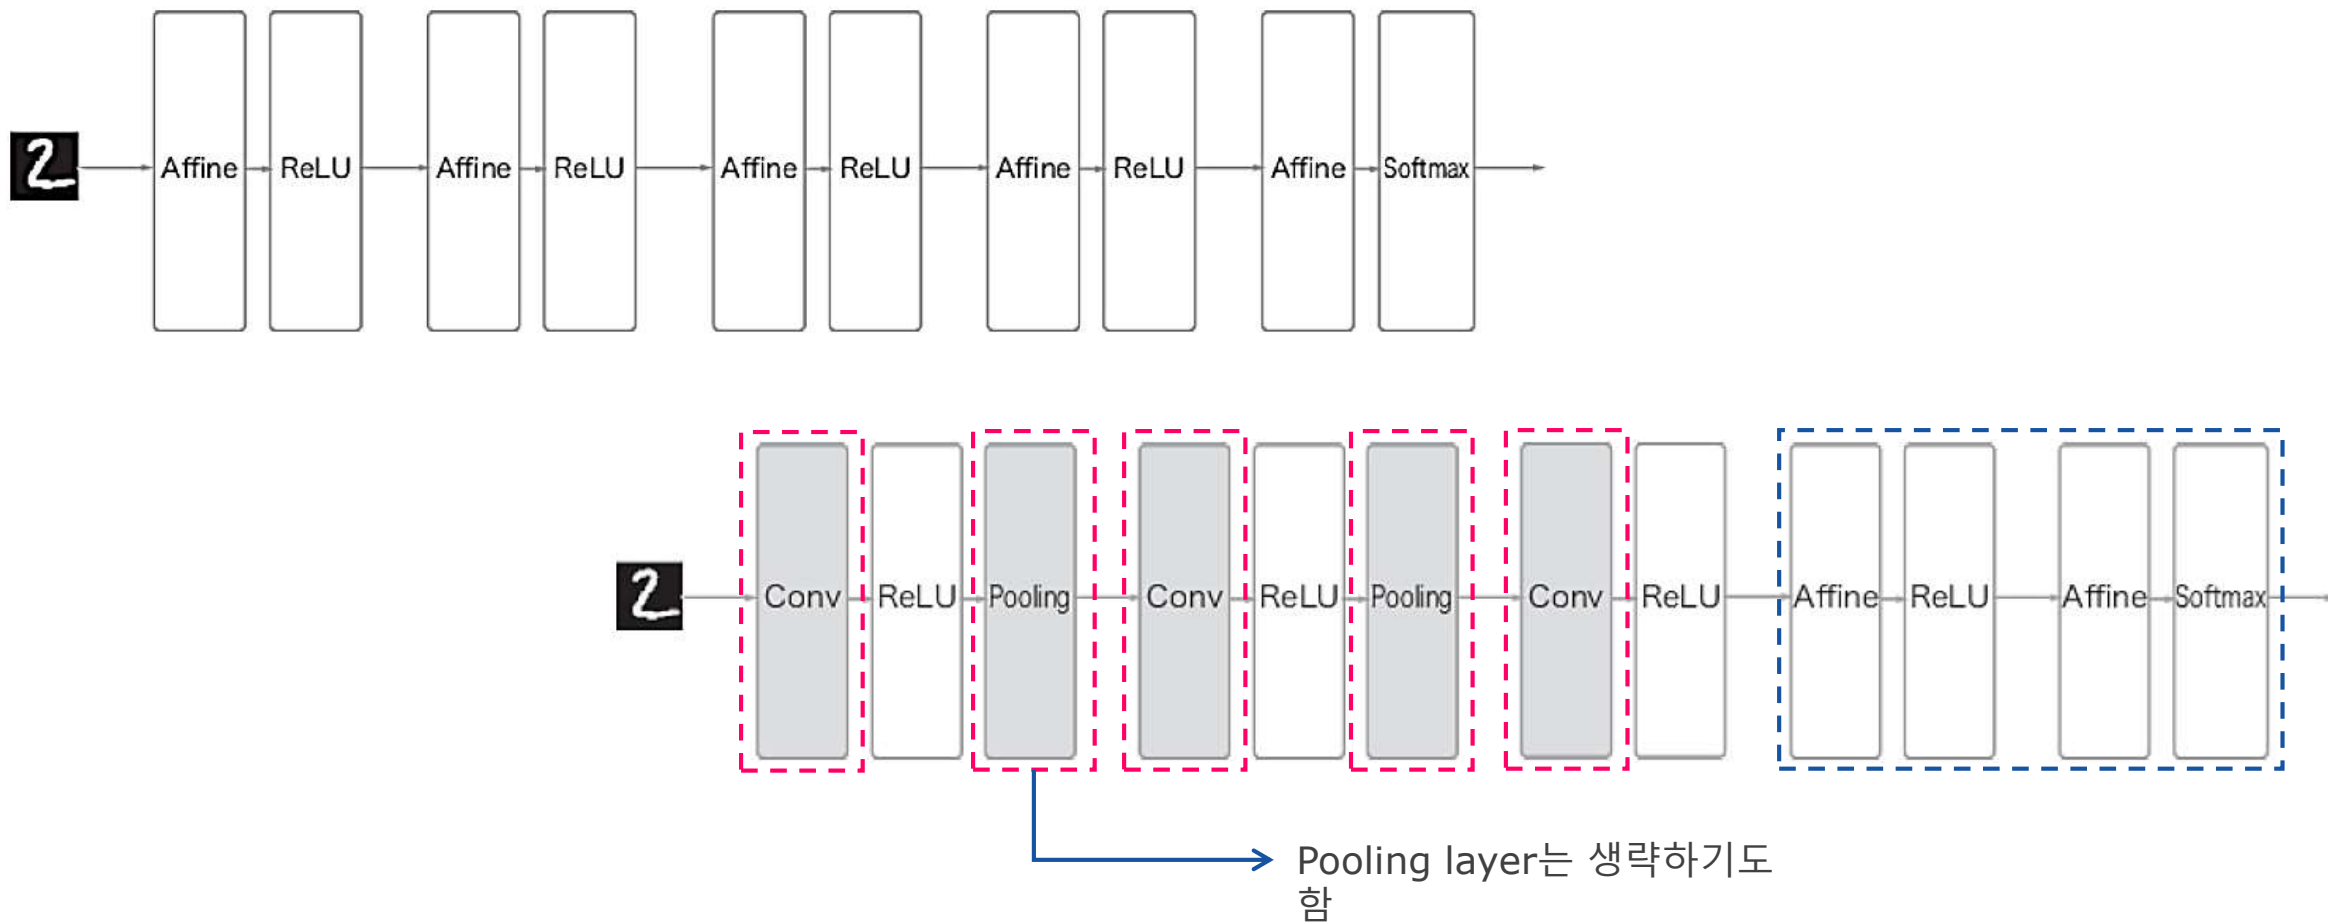 2 Affine ReLU Affine ReLU Affine ReLU Affine ReLU Affine Softmax
2 Conv ReLU Pooling Conv ReLU Pooling Conv ReLU Affine ReLU Affine Softmax
Pooling layer는 생략하기도
함